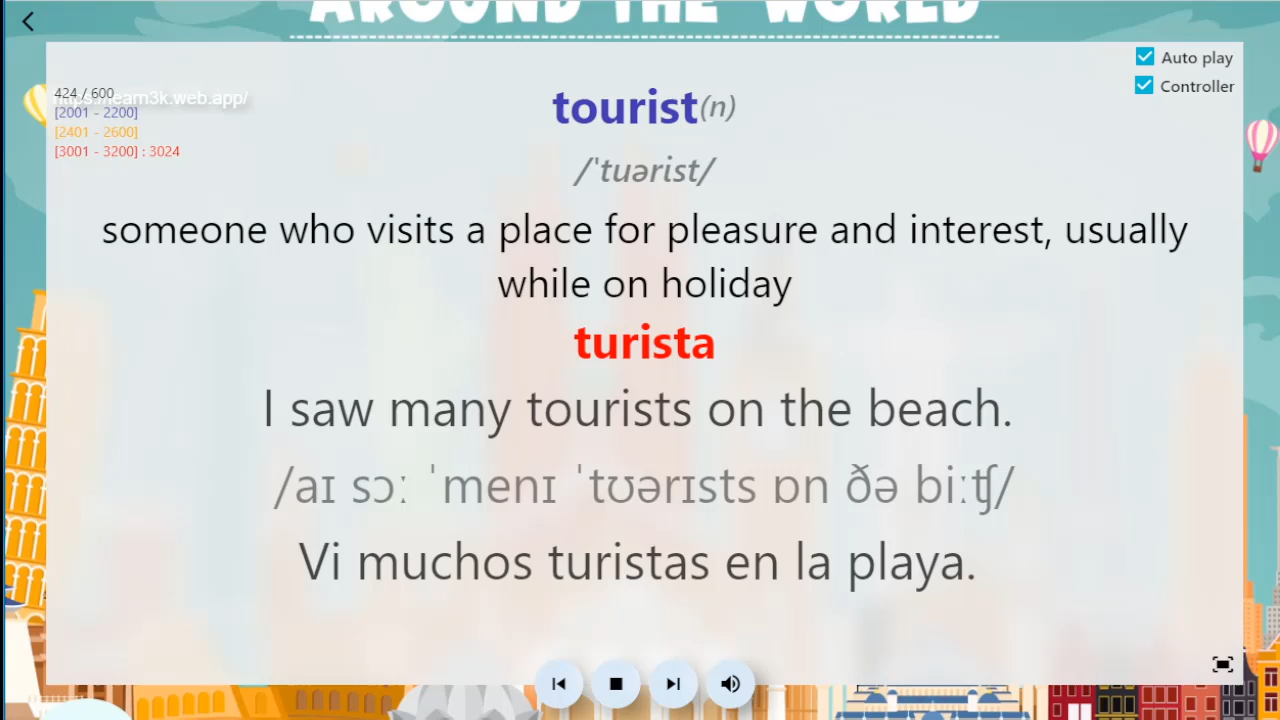 AROUND THE WORLD
Auto play
Controller
424 / 600
https://learn3k.web.app/
[2001 - 2200]
[2401 - 2600]
[3001 - 3200] : 3024
tourist(n)
/'tuərist/
someone who visits a place for pleasure and interest, usually
while on holiday
turista
I saw many tourists on the beach.
/aɪ sɔː ˈmenɪ ˈtʊərɪsts ɒn ðə biːʧ/
Vi muchos turistas en la playa.